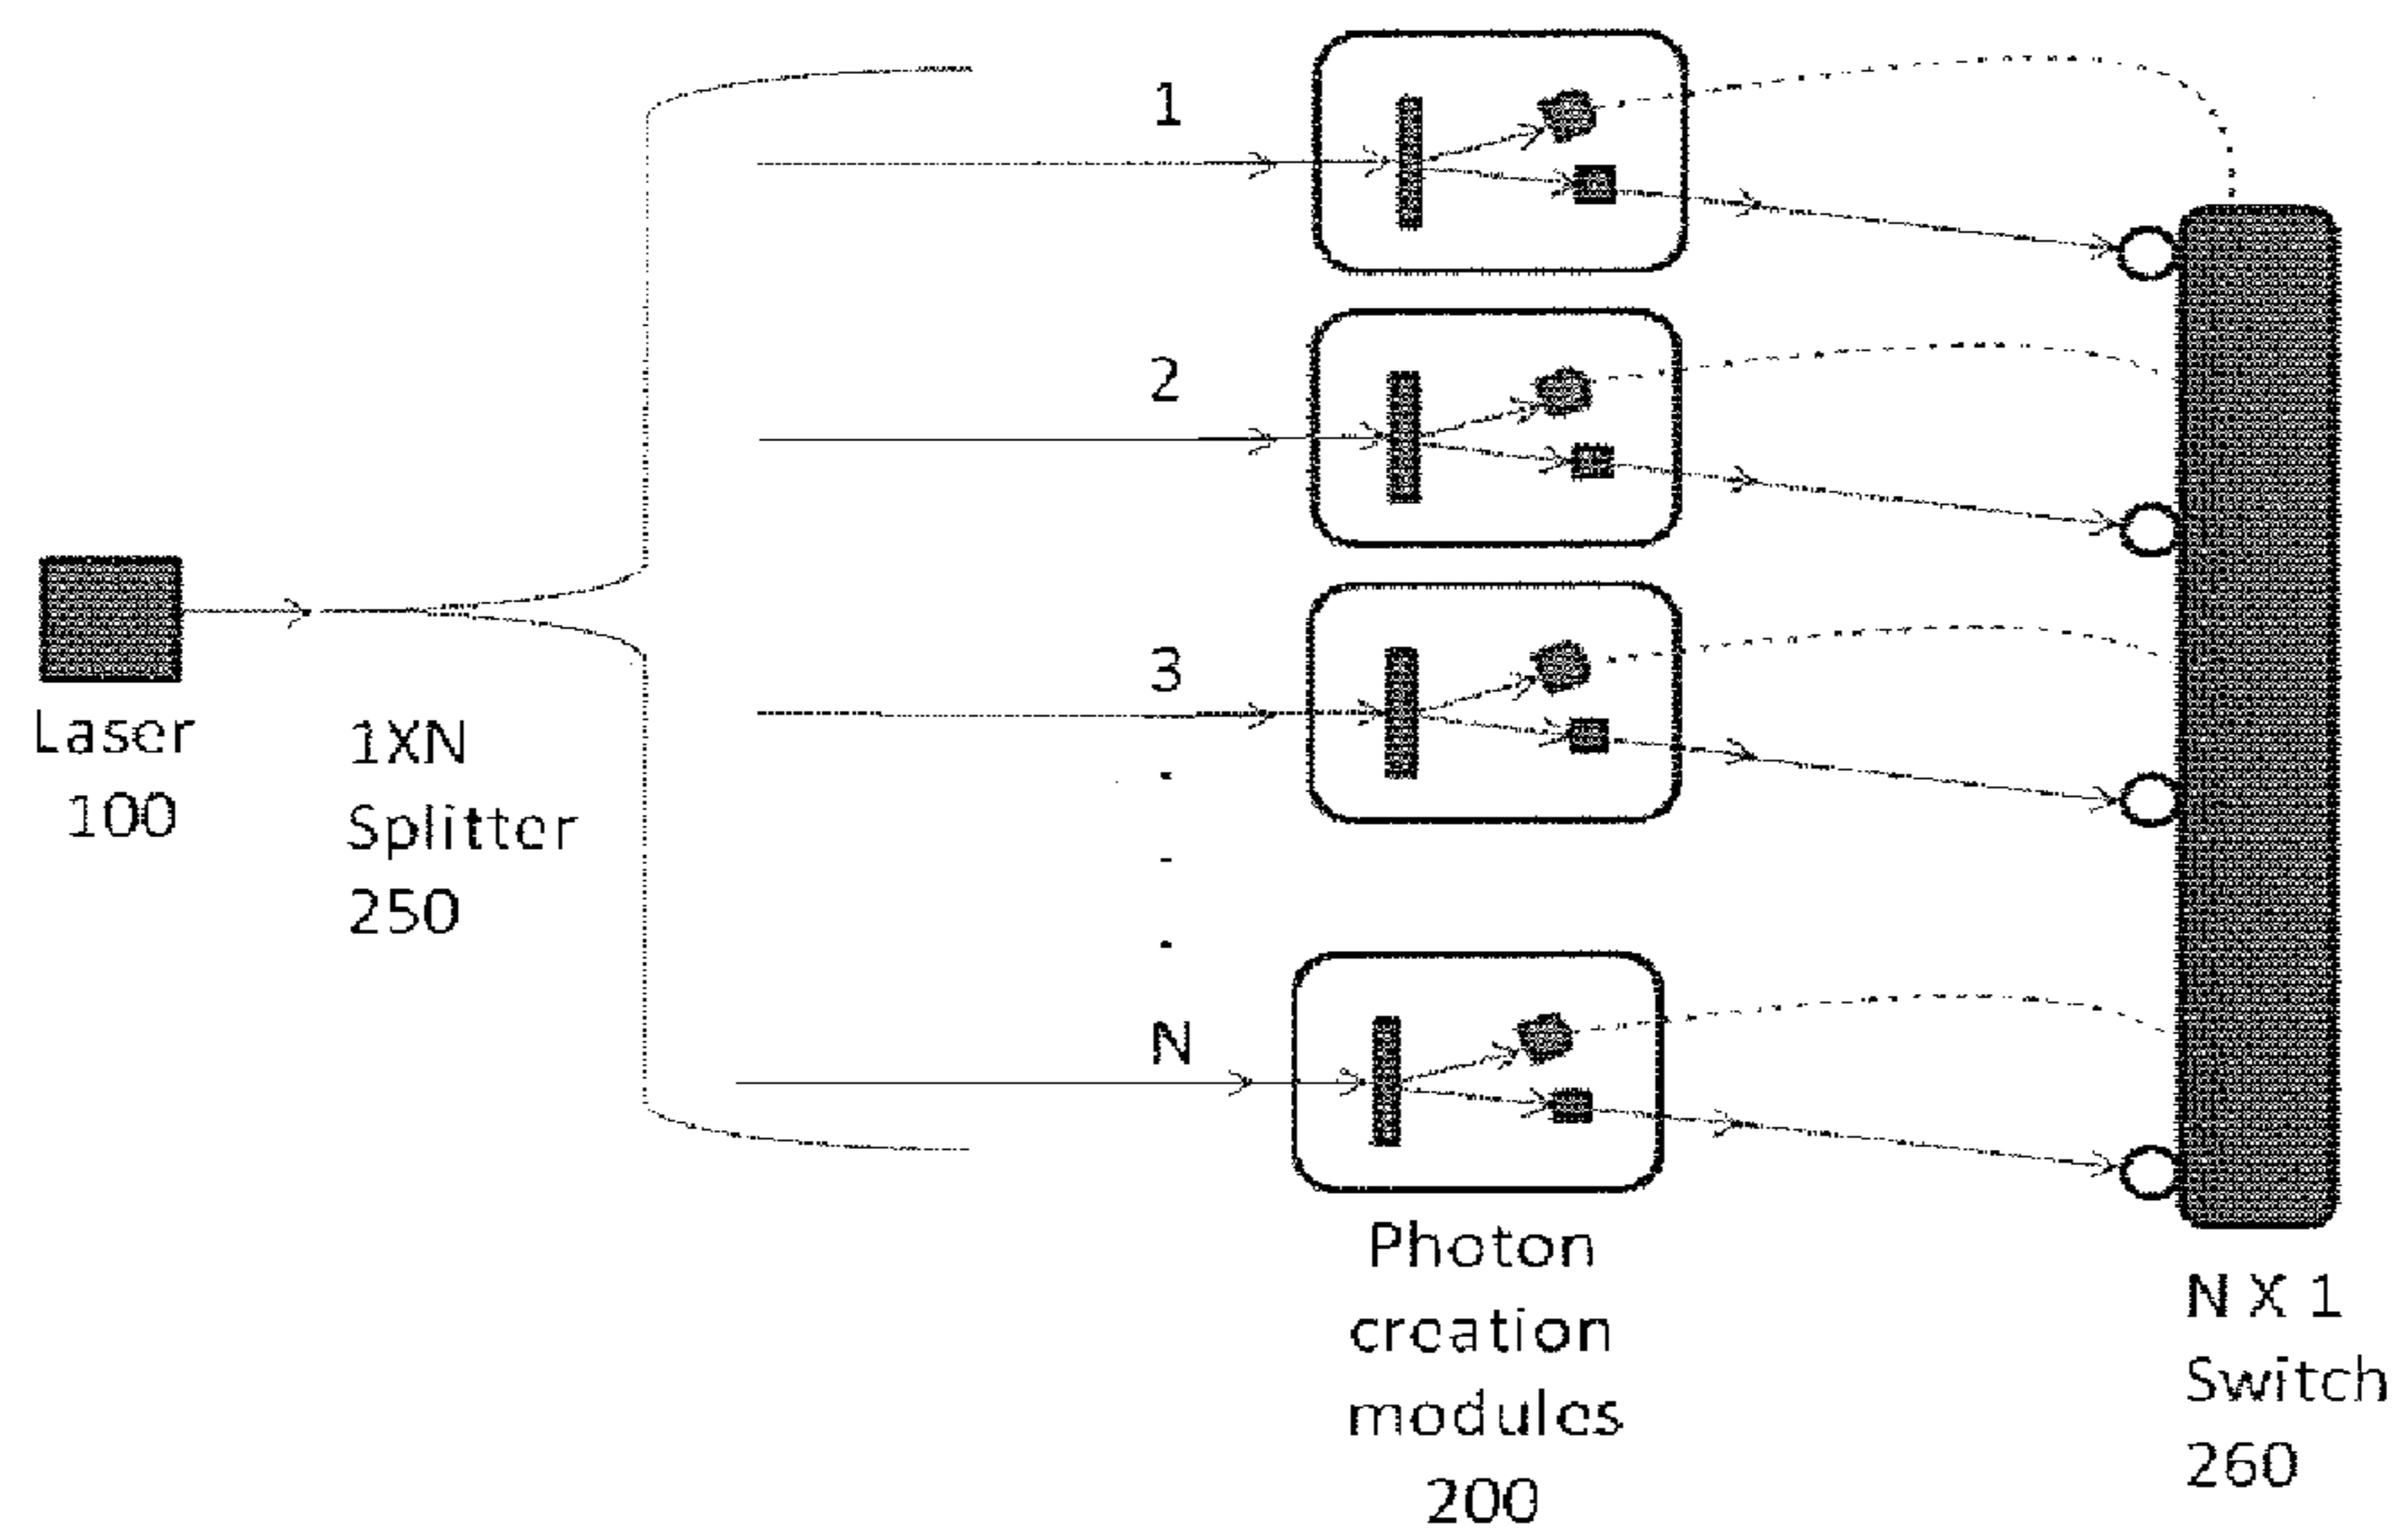 1
2
3
N
Laser
100
1XN
Splitter
250
Photon
creation
modules
200
N X 1
Switch
260